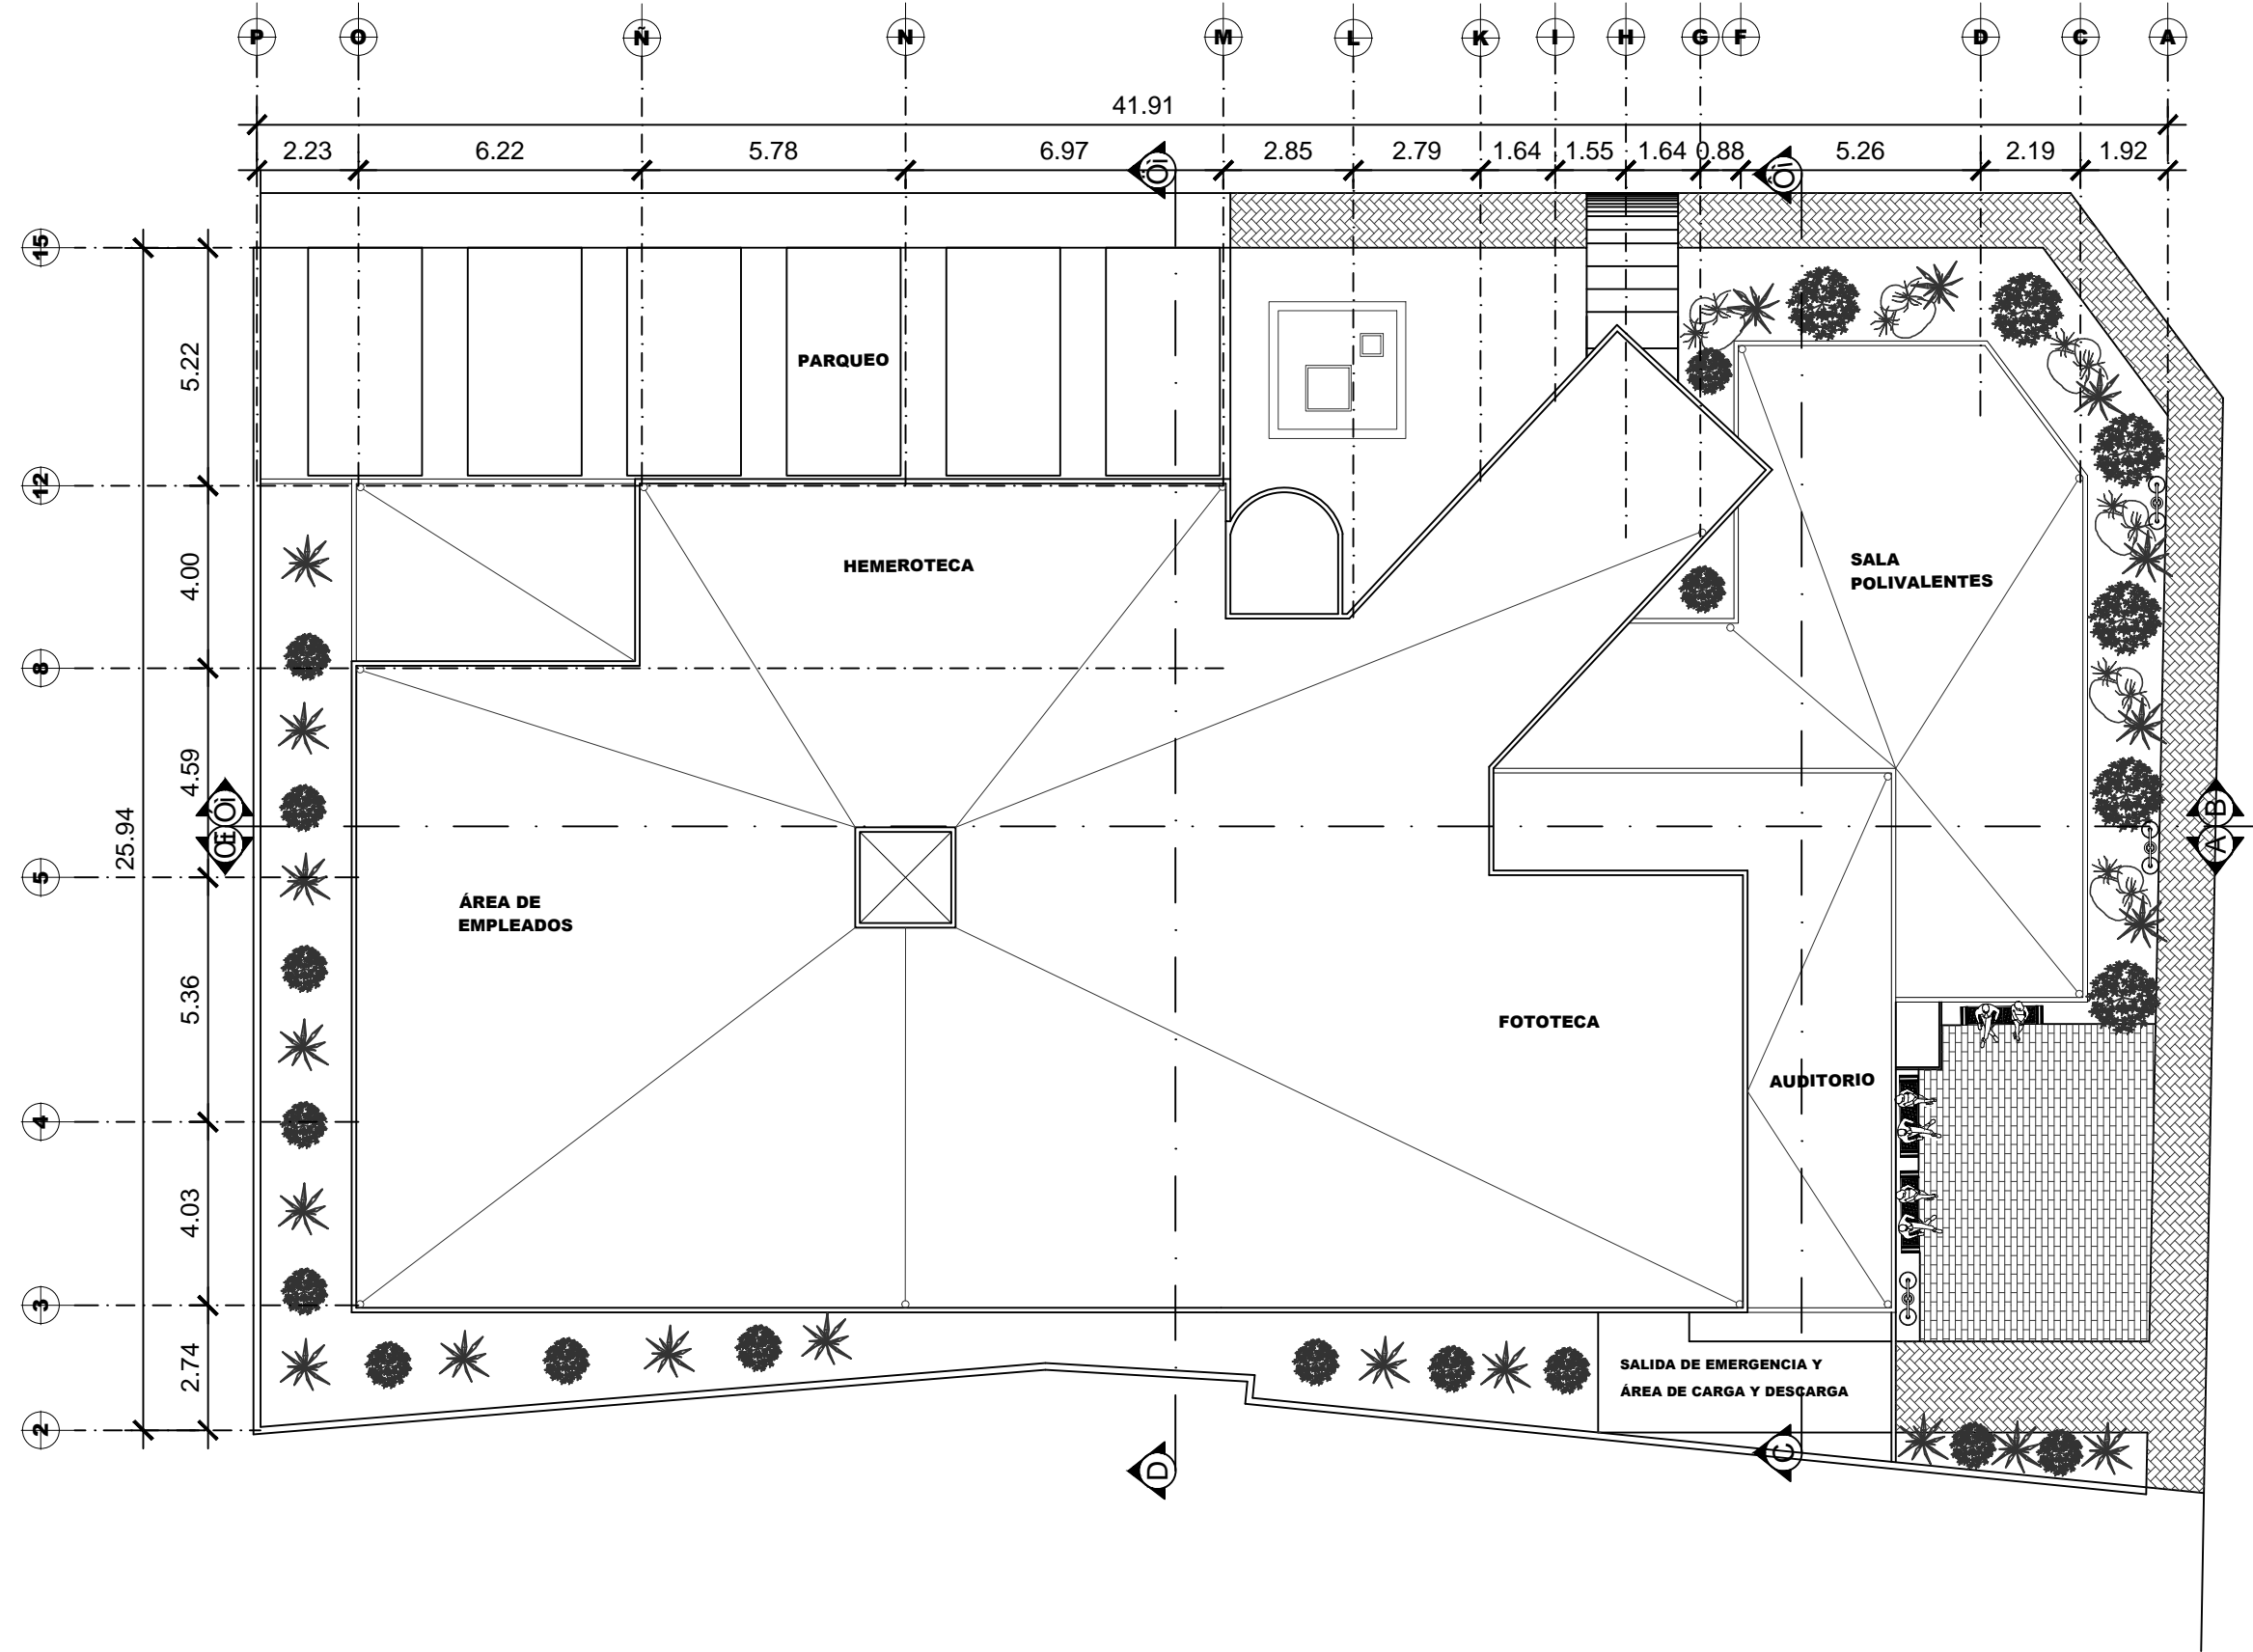 P O Ñ N M L K I H G F D C A
41.91
2.23 6.22 5.78 6.97 2.85 2.79 1.64 1.55 1.64 0.88 5.26 2.19 1.92
15
5.22
PARQUEO
12
HEMEROTECA
4.00
SALA
POLIVALENTES
8
4.59
25.94
B
A
5
ÁREA DE
EMPLEADOS
5.36
FOTOTECA
AUDITORIO
4
4.03
3
2.74
SALIDA DE EMERGENCIA Y
ÁREA DE CARGA Y DESCARGA
2
D
C